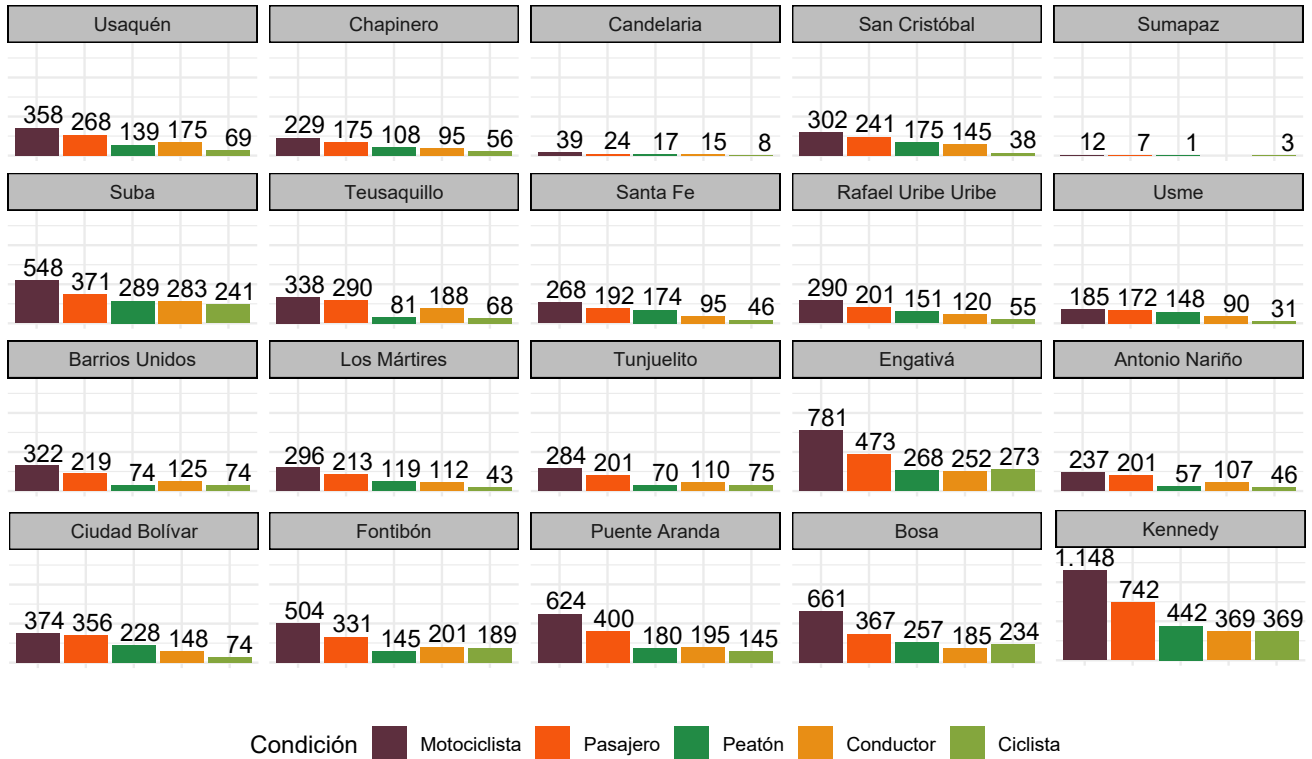 Usaquén Chapinero Candelaria San Cristóbal Sumapaz
358 268 139 175 69 229 175 108 95 56 39 24 17 15 8 302 241 175 145 38 12 7 1 3
Suba Teusaquillo Santa Fe Rafael Uribe Uribe Usme
548 371 289 283 241 338 290 81 188 68 268 192 174 95 46 290 201 151 120 55 185 172 148 90 31
Barrios Unidos Los Mártires Tunjuelito Engativá Antonio Nariño
322 219 74 125 74 296 213 119 112 43 284 201 70 110 75 781 473 268 252 273 237 201 57 107 46
Ciudad Bolívar Fontibón Puente Aranda Bosa Kennedy
374 356 228 148 74 504 331 145 201 189 624 400 180 195 145 661 367 257 185 234 1.148 742 442 369 369
Condición Motociclista Pasajero Peatón Conductor Ciclista